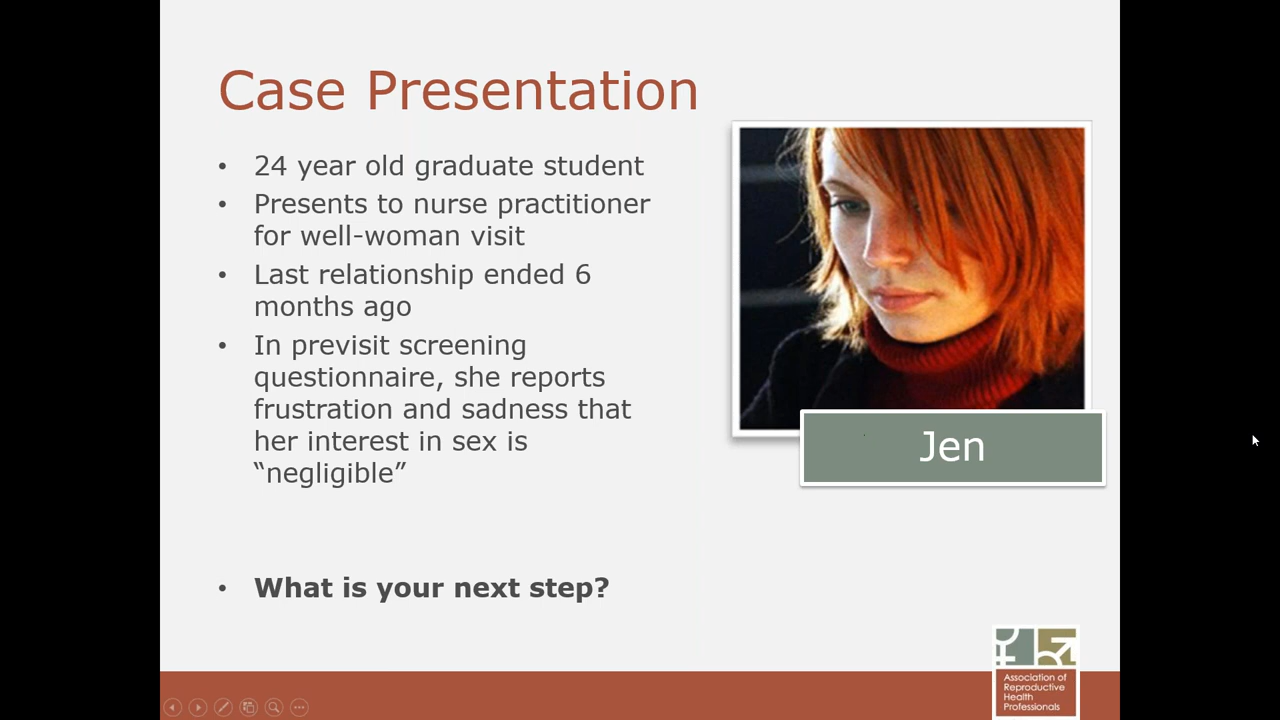 Case Presentation
• 24 year old graduate student
• Presents to nurse practitioner
for well-woman visit
• Last relationship ended 6
months ago
• In previsit screening
questionnaire, she reports
frustration and sadness that
her interest in sex is
“negligible”
• What is your next step?
Jen
Association of
Reproductive
Health
Professionals